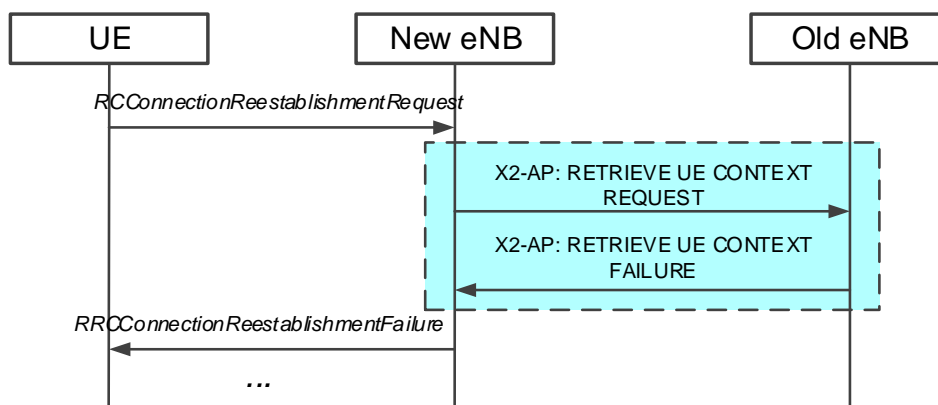 UE
New eNB
Old eNB
RCConnectionReestablishmentRequest
X2-AP: RETRIEVE UE CONTEXT
REQUEST
X2-AP: RETRIEVE UE CONTEXT
FAILURE
RRCConnectionReestablishmentFailure
...